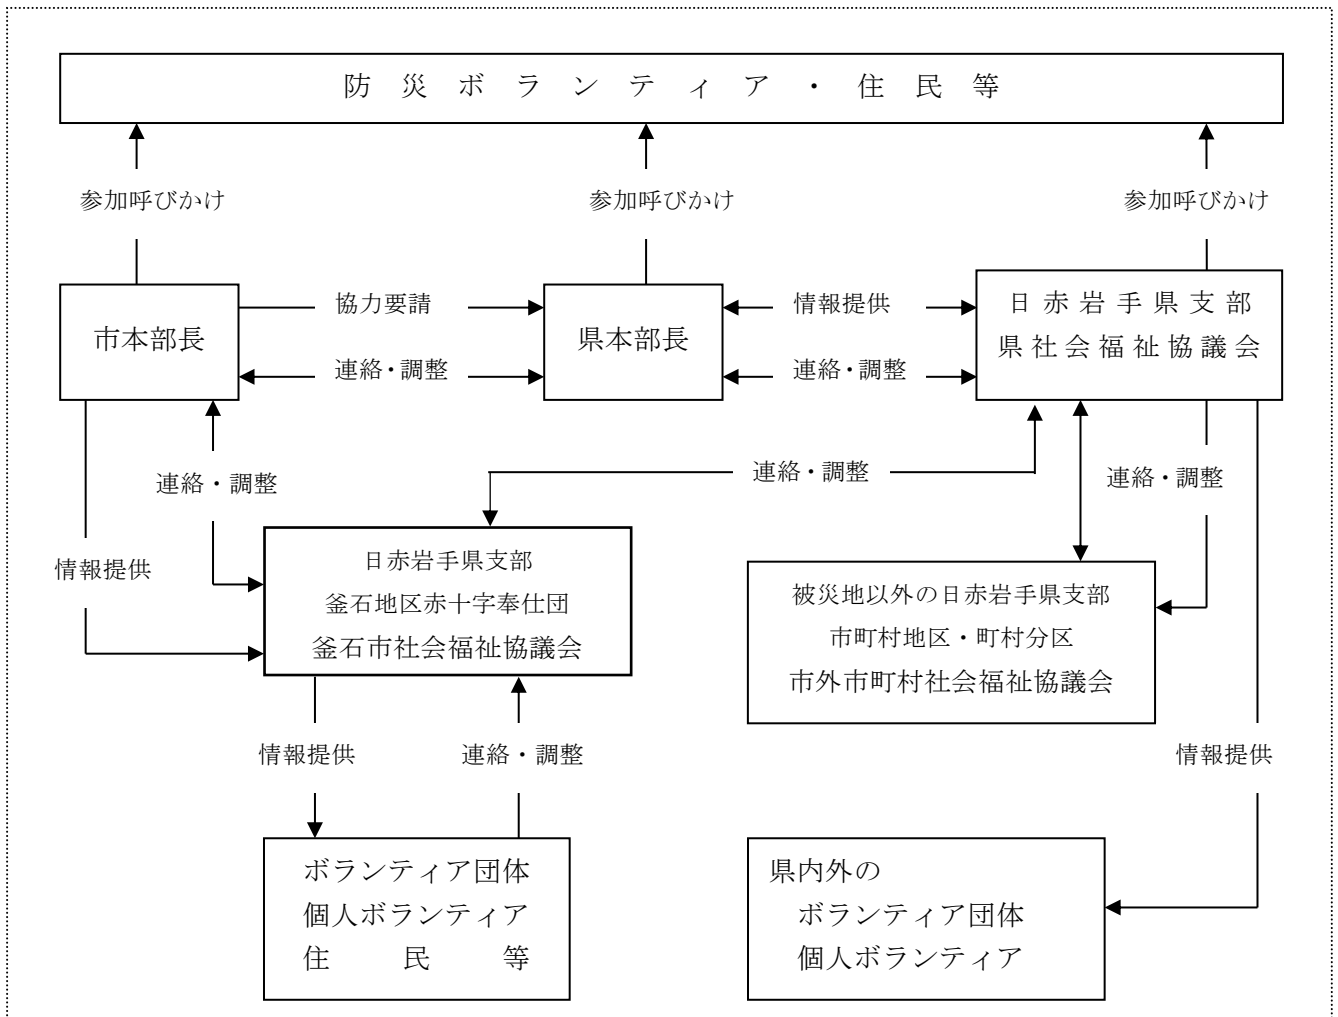 防災ボランティア・住民等
参加呼びかけ
参加呼びかけ
参加呼びかけ
市本部長
協力要請
連絡・調整
県本部長
情報提供
連絡・調整
日赤岩手県支部
県社会福祉協議会
連絡・調整
連絡・調整
連絡・調整
情報提供
日赤岩手県支部
釜石地区赤十字奉仕団
釜石市社会福祉協議会
被災地以外の日赤岩手県支部
市町村地区・町村分区
市外市町村社会福祉協議会
情報提供
連絡・調整
情報提供
ボランティア団体
個人ボランティア
住民等
県内外の
ボランティア団体
個人ボランティア